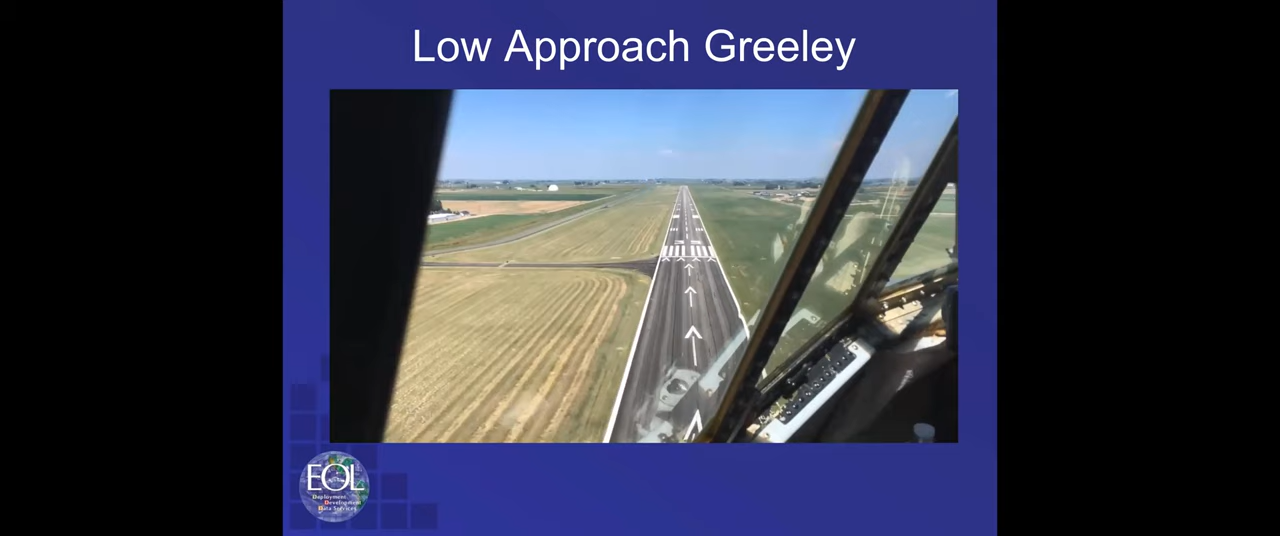 Low Approach Greeley
EOL
Deployment
Development
Data Services